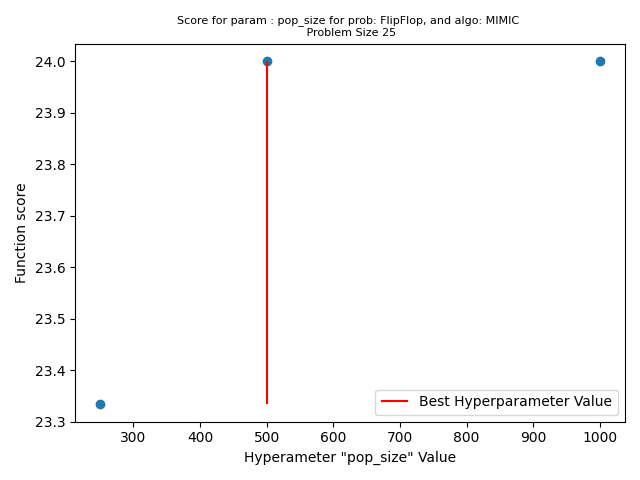 Score for param : pop_size for prob: FlipFlop, and algo: MIMIC
Problem Size 25
24.0
23.9
23.8
23.7
23.6
23.5
23.4
23.3
Function score
Best Hyperparameter Value
300 400 500 600 700 800 900 1000
Hyperameter "pop_size" Value